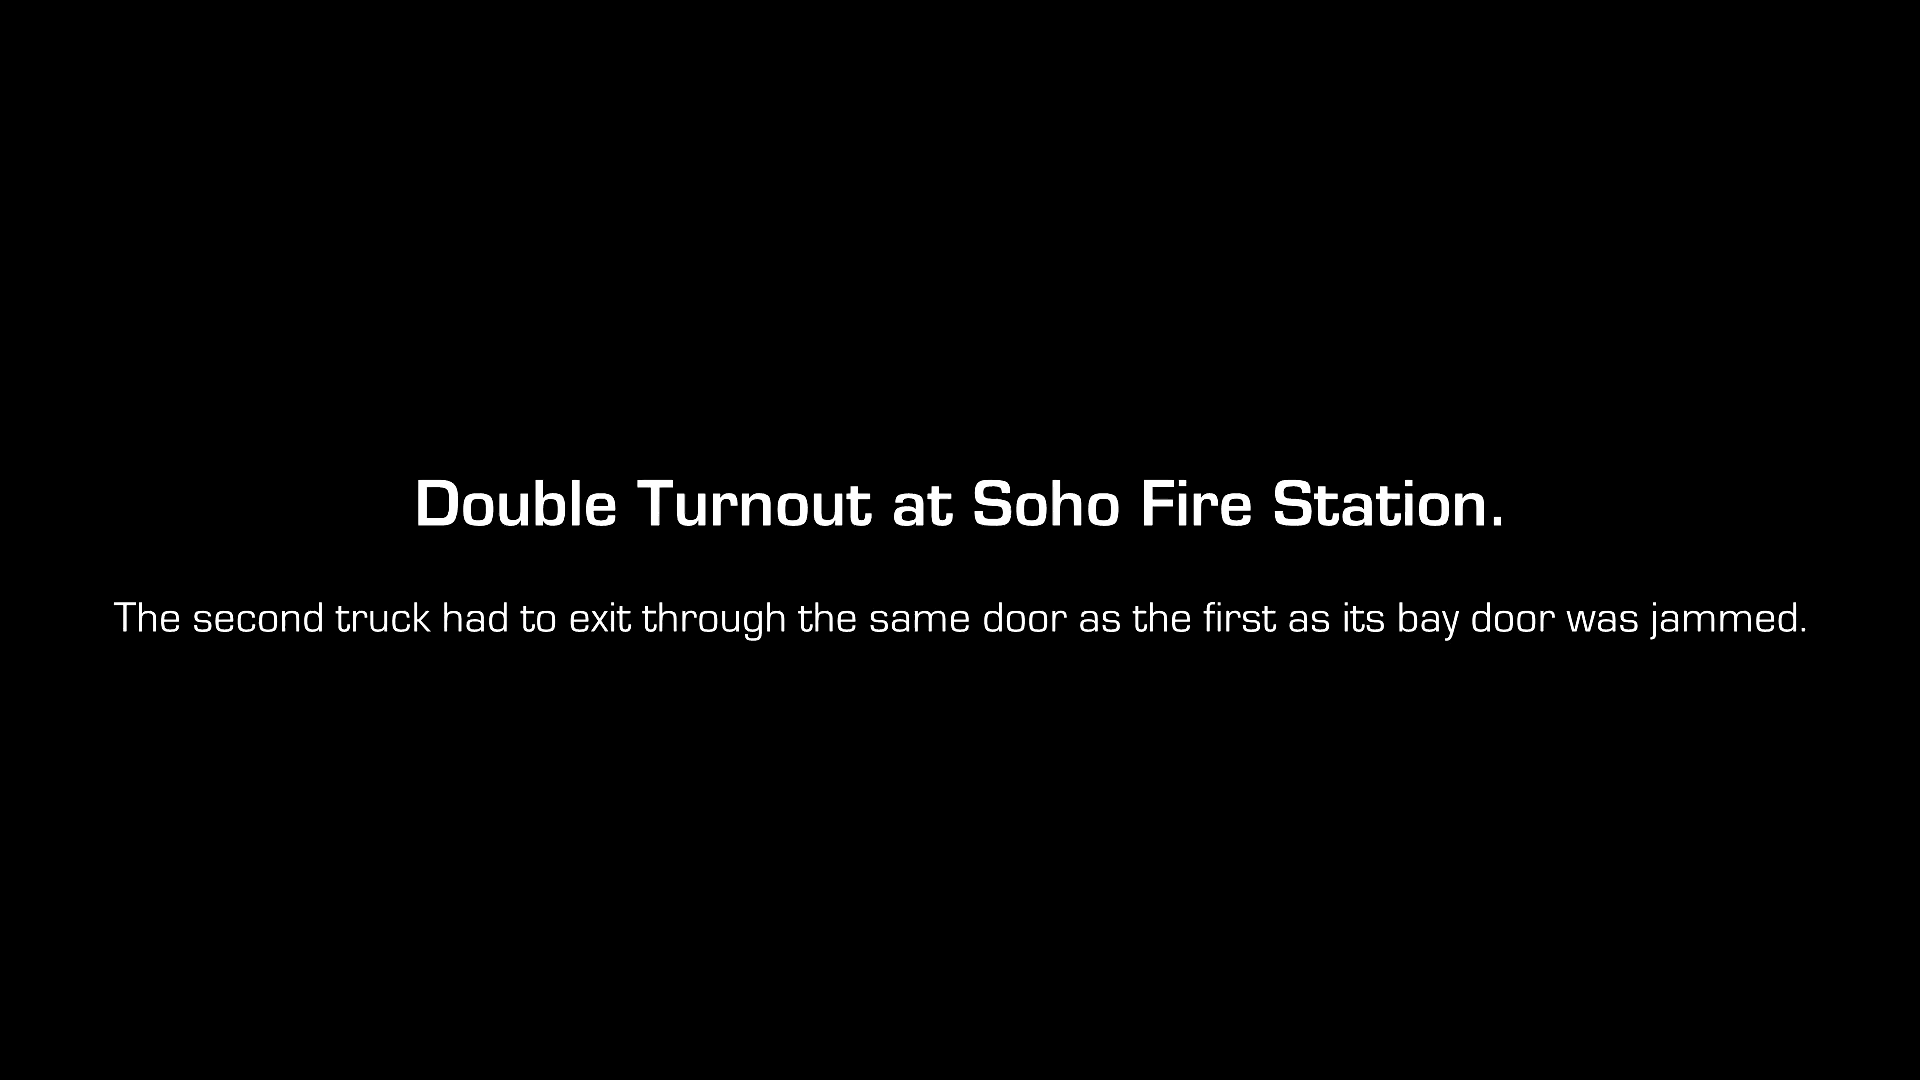 Double Turnout at Soho Fire Station.
The second truck had to exit through the same door as the first as its bay door was jammed.